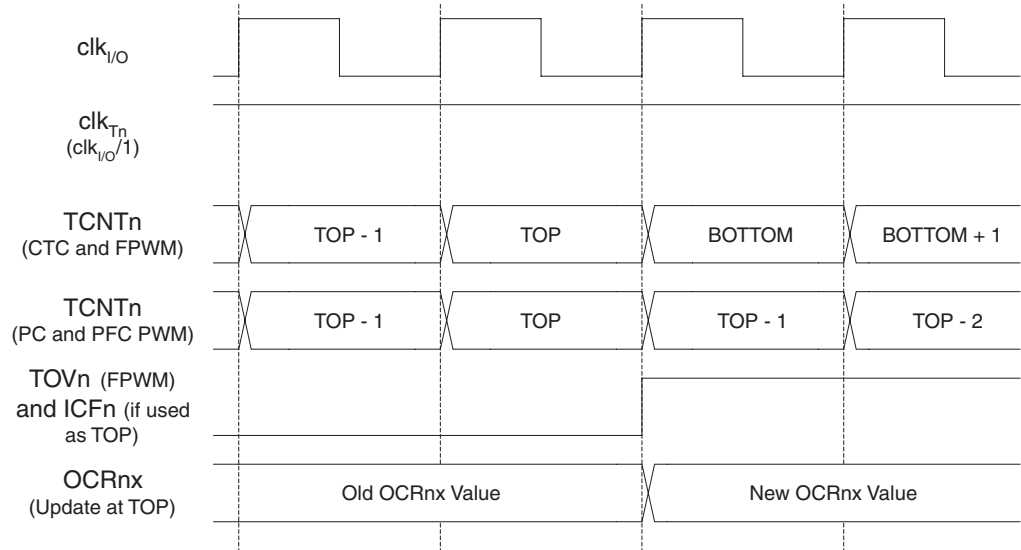 clkI/O
clkTn
(clkI/O/1)
TCNTn
(CTC and FPWM)
TOP - 1 TOP BOTTOM BOTTOM + 1
TCNTn
(PC and PFC PWM)
TOP - 1 TOP TOP - 1 TOP - 2
TOVn (FPWM)
and ICFn (if used
as TOP)
OCRnx
(Update at TOP)
Old OCRnx Value New OCRnx Value